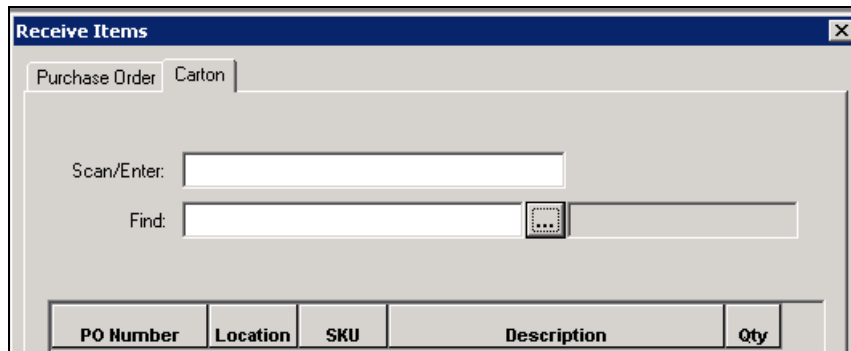 Receive Items
Purchase Order Carton
Scan/Enter:
Find: ...
PO Number Location SKU Description Qty